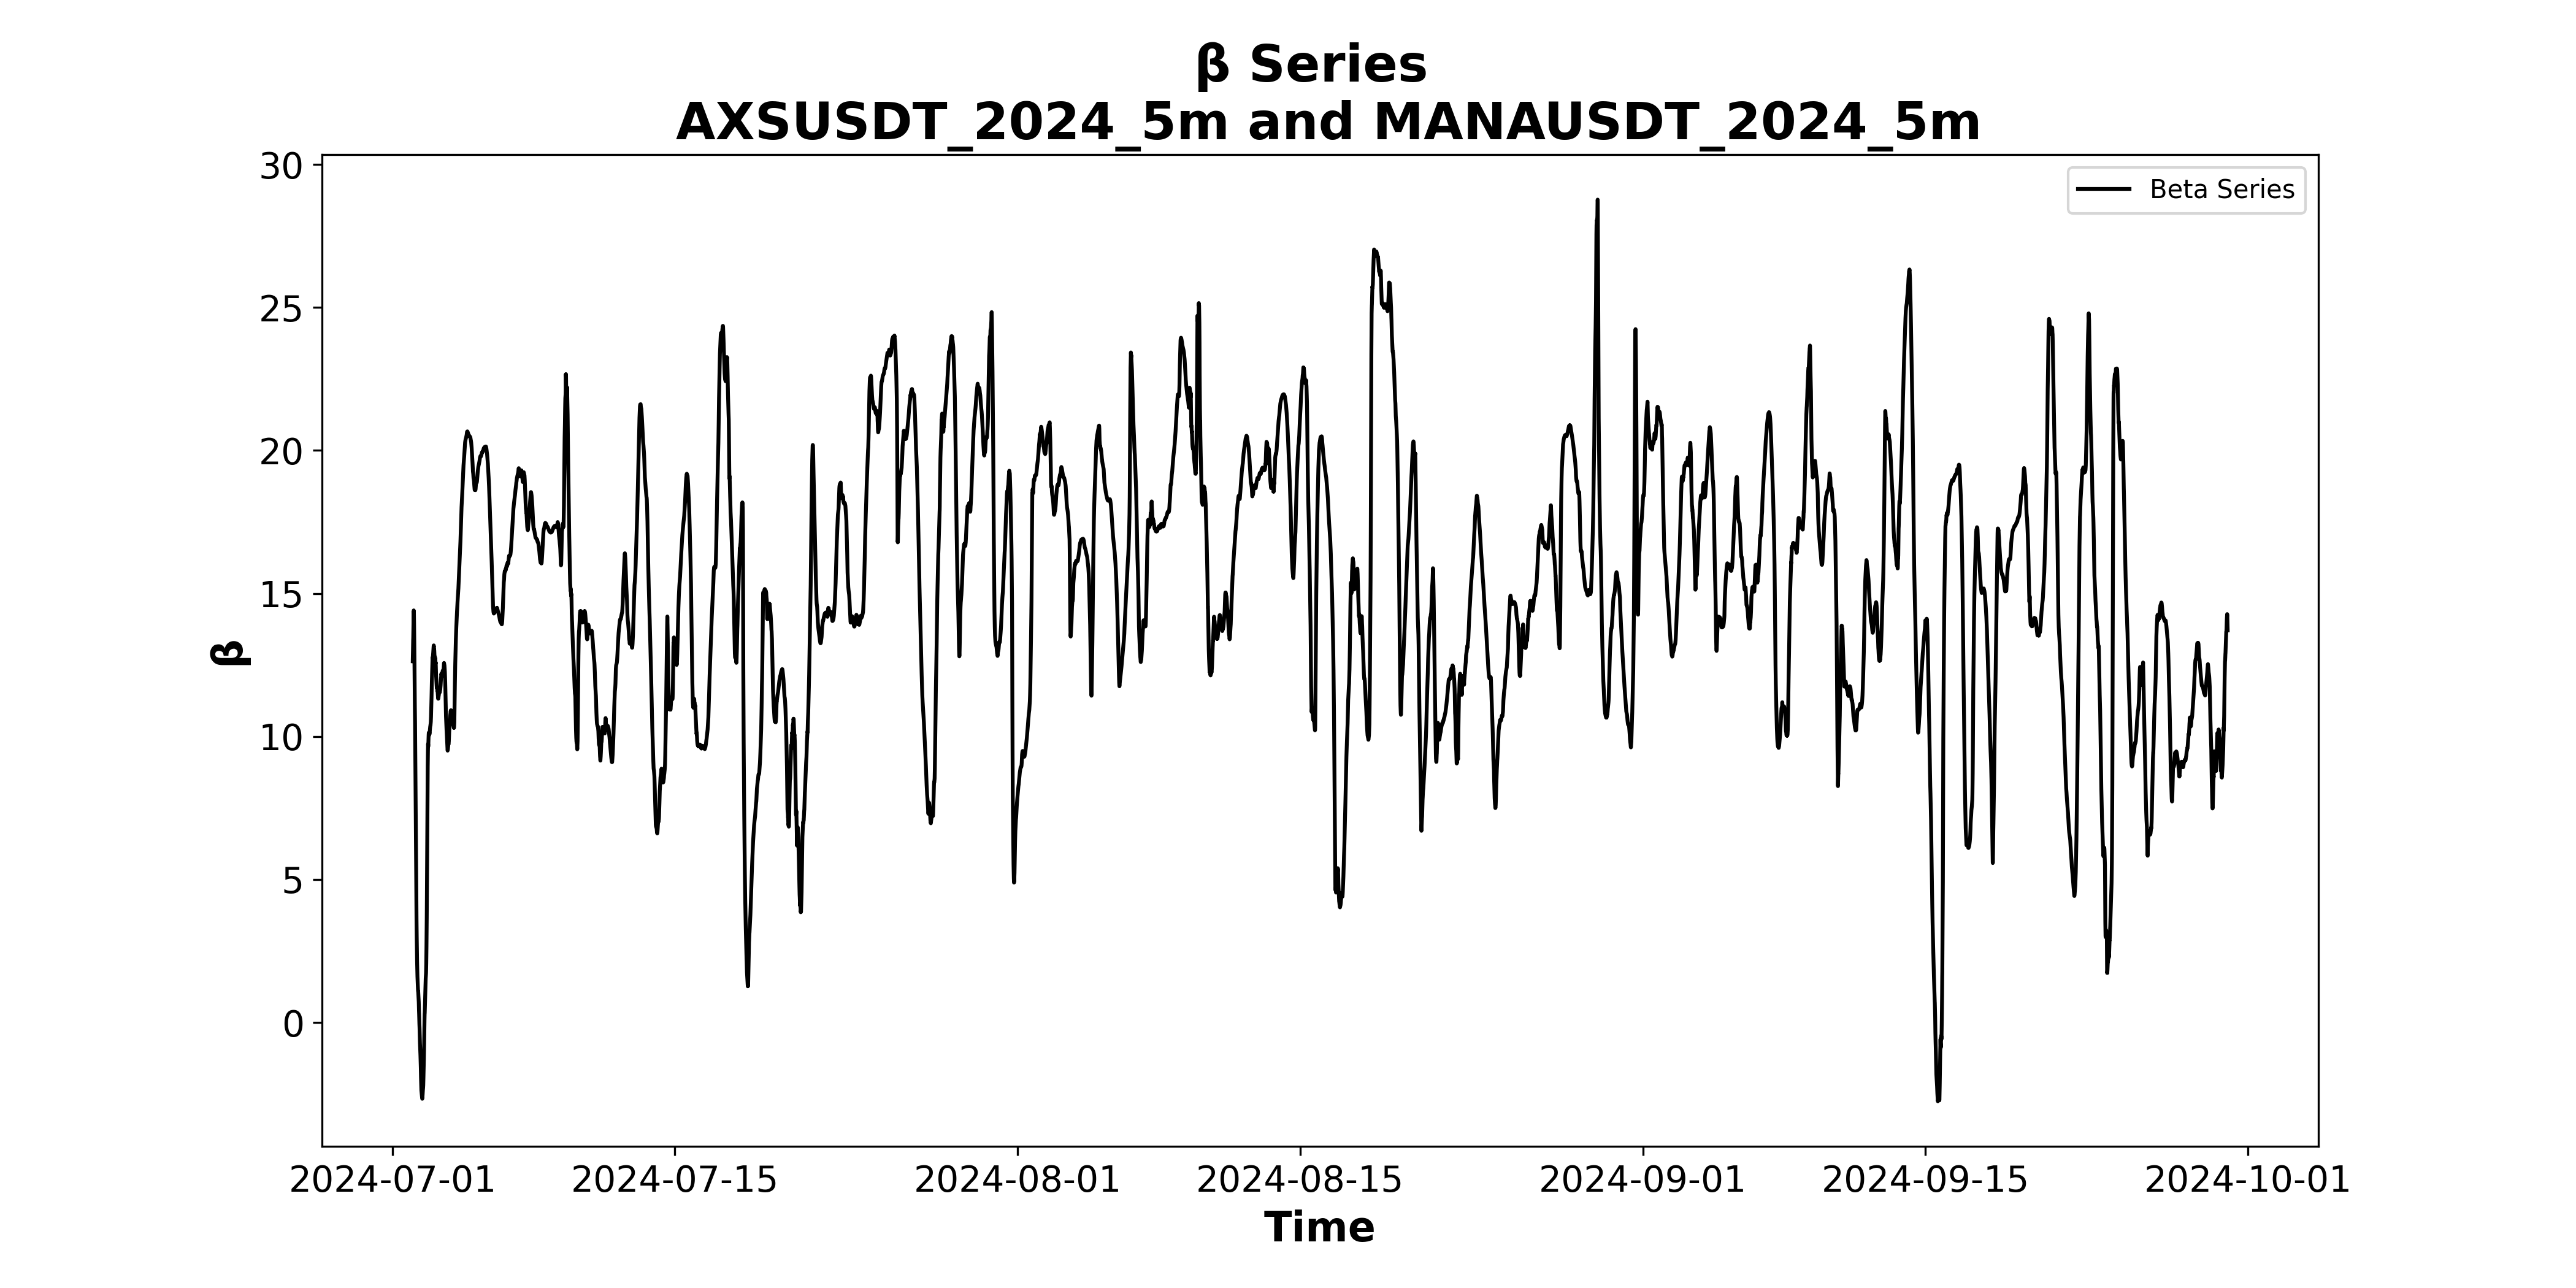 β Series
AXSUSDT_2024_5m and MANAUSDT_2024_5m
Beta Series
30
25
20
15
10
5
0
β
2024-07-01
2024-07-15
2024-08-01
2024-08-15
2024-09-01
2024-09-15
2024-10-01
Time